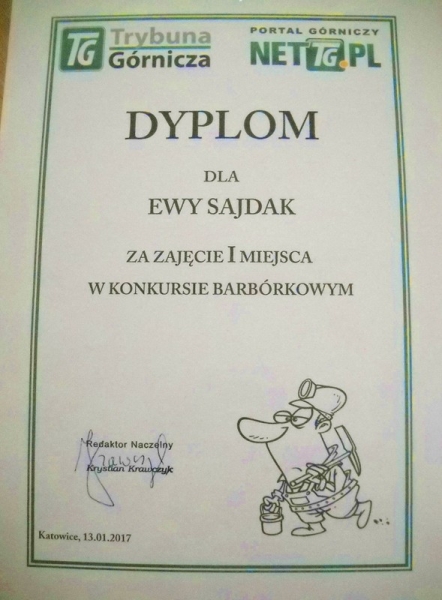 TG Trybuna
Górnicza
PORTAL GÓRNICZY
NETTG.PL
DYPLOM
DLA
EWY SAJDAK
ZA ZAJĘCIE I MIEJSCA
W KONKURSIE BARBÓRKOWYM
Redaktor Naczelny
Krystian Krawczyk
Katowice, 13.01.2017